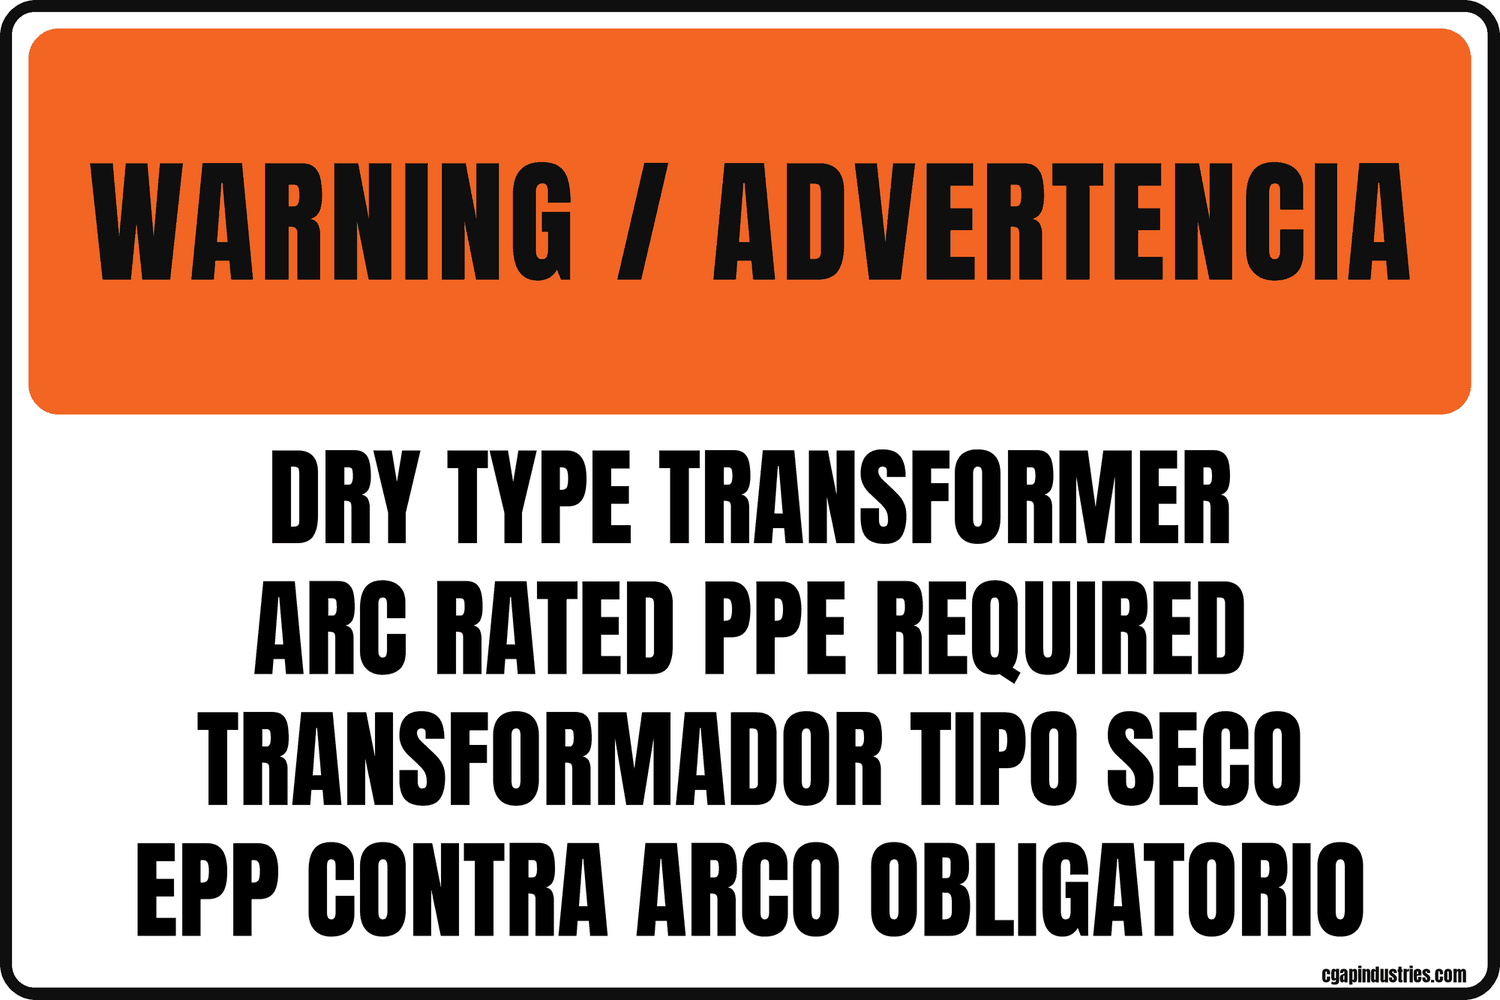 WARNING / ADVERTENCIA
DRY TYPE TRANSFORMER
ARC RATED PPE REQUIRED
TRANSFORMADOR TIPO SECO
EPP CONTRA ARCO OBLIGATORIO
cgapindustries.com